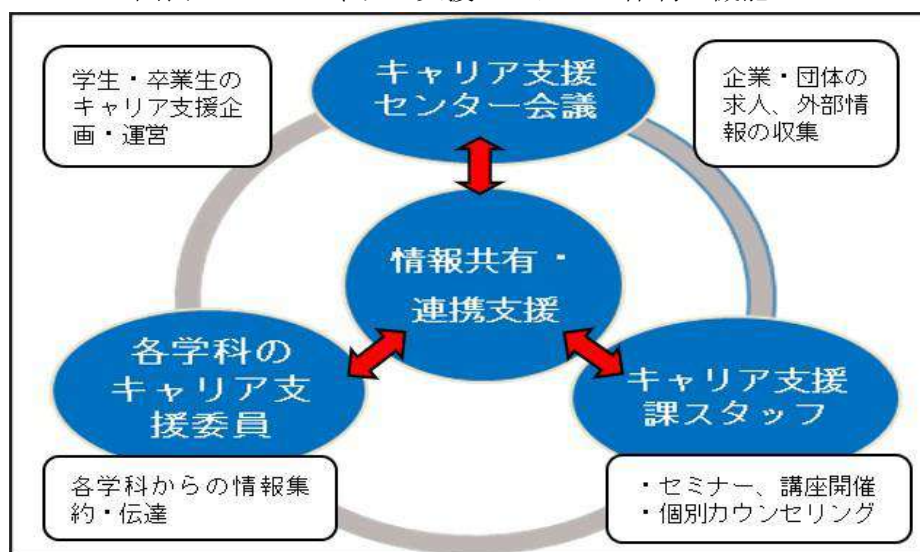 学生・卒業生の
キャリア支援企
画・運営
キャリア支援
センター会議
企業・団体の
求人、外部情
報の収集
情報共有・
連携支援
各学科の
キャリア支
援委員
キャリア支援
課スタッフ
各学科からの情報集
約・伝達
・セミナー、講座開催
・個別カウンセリング